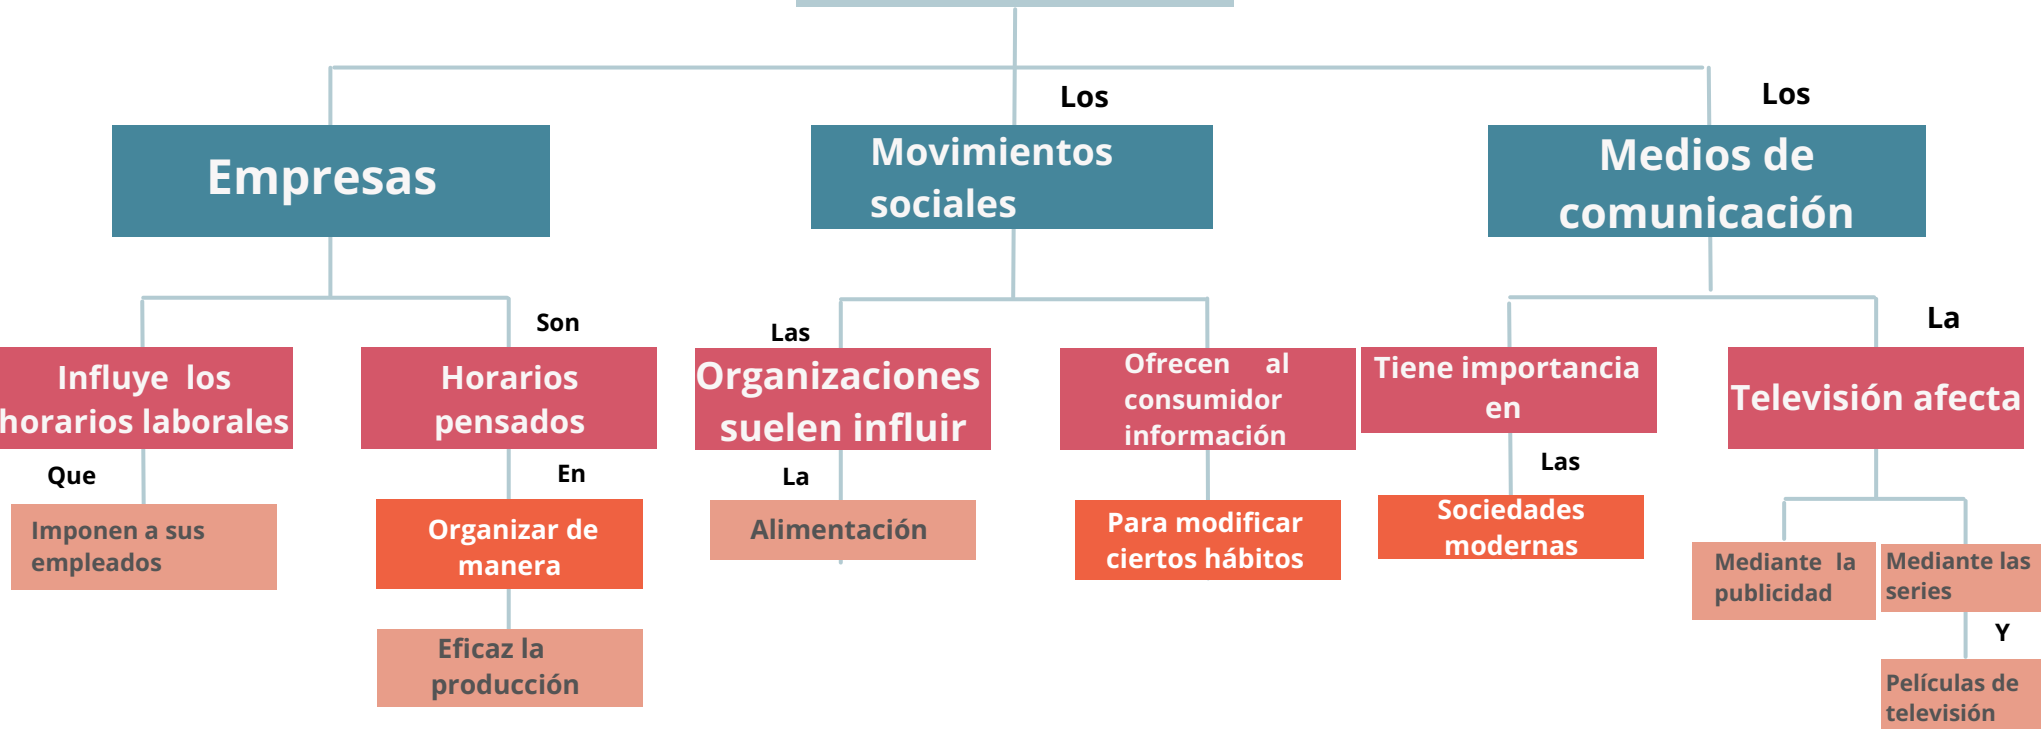 Los
Los
Empresas
Movimientos
sociales
Medios de
comunicación
Son
Las
La
Influye los
horarios laborales
Horarios
pensados
Organizaciones
suelen influir
Ofrecen al
consumidor
información
Tiene importancia
en
Televisión afecta
Que
En
La
Las
Imponen a sus
empleados
Organizar de
manera
Alimentación
Para modificar
ciertos hábitos
Sociedades
modernas
Mediante la
publicidad
Mediante las
series
Y
Eficaz la
producción
Películas de
televisión